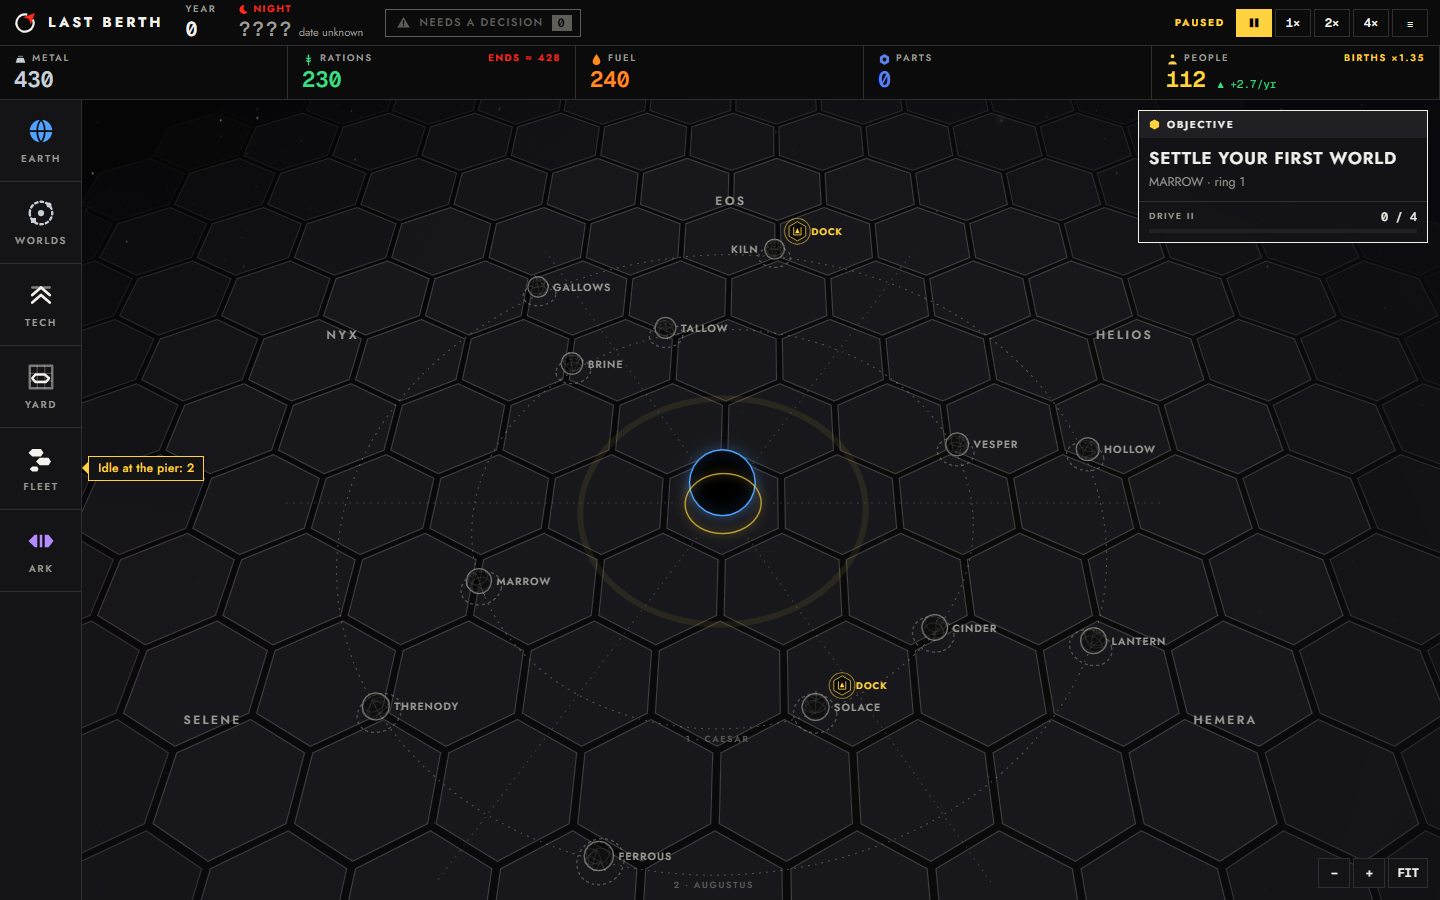 LAST BERTH
YEAR
0
NIGHT
???? date unknown
NEEDS A DECISION 0
PAUSED
1×
2×
4×
≡
METAL
430
RATIONS
ENDS ≈ 428
230
FUEL
240
PARTS
0
PEOPLE
BIRTHS ×1.35
112 ▲ +2.7/yr
EARTH
WORLDS
TECH
YARD
FLEET
ARK
Idle at the pier: 2
OBJECTIVE
SETTLE YOUR FIRST WORLD
MARROW · ring 1
DRIVE II
0 / 4
EOS
DOCK
KILN
GALLOWS
TALLOW
NYX
HELIOS
BRINE
VESPER
HOLLOW
MARROW
CINDER
LANTERN
DOCK
THRENODY
SOLACE
SELENE
HEMERA
1 · CAESAR
FERROUS
2 · AUGUSTUS
−
+
FIT